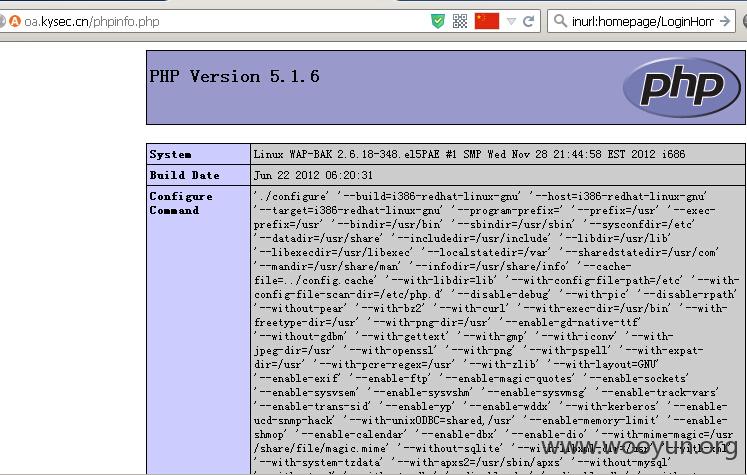 oa.kysec.cn/phpinfo.php
inurl:homepage/LoginHom
PHP Version 5.1.6
php
System
Linux WAP-BAK 2.6.18-348.el5PAE #1 SMP Wed Nov 28 21:44:58 EST 2012 i686
Build Date
Jun 22 2012 06:20:31
Configure
Command
'./configure' '--build=i386-redhat-linux-gnu' '--host=i386-redhat-linux-gnu'
'--target=i386-redhat-linux-gnu' '--program-prefix=' '--prefix=/usr' '--exec-
prefix=/usr' '--bindir=/usr/bin' '--sbindir=/usr/sbin' '--sysconfdir=/etc'
'--datadir=/usr/share' '--includedir=/usr/include' '--libdir=/usr/lib'
'--libexecdir=/usr/libexec' '--localstatedir=/var' '--sharedstatedir=/usr/com'
'--mandir=/usr/share/man' '--infodir=/usr/share/info' '--cache-
file=../config.cache' '--with-libdir=lib' '--with-config-file-path=/etc' '--with-
config-file-scan-dir=/etc/php.d' '--disable-debug' '--with-pic' '--disable-rpath'
'--without-pear' '--with-bz2' '--with-curl' '--with-exec-dir=/usr/bin' '--with-
freetype-dir=/usr' '--with-png-dir=/usr' '--enable-gd-native-ttf'
'--without-gdbm' '--with-gettext' '--with-gmp' '--with-iconv' '--with-
jpeg-dir=/usr' '--with-openssl' '--with-png' '--with-pspell' '--with-expat-
dir=/usr' '--with-pcre-regex=/usr' '--with-zlib' '--with-layout=GNU'
'--enable-exif' '--enable-ftp' '--enable-magic-quotes' '--enable-sockets'
'--enable-sysvsem' '--enable-sysvshm' '--enable-sysvmsg' '--enable-track-vars'
'--enable-trans-sid' '--enable-yp' '--enable-wddx' '--with-kerberos' '--enable-
ucd-snmp-hack' '--with-unixODBC=shared,/usr' '--enable-memory-limit' '--enable-
shmop' '--enable-calendar' '--enable-dbx' '--enable-dio' '--with-mime-magic=/usr
/share/file/magic.mime' '--without-sqlite'
'--with-system-tzdata' '--with-apxs2=/usr/sbin/apxs' '--without-mysql'
www.wooyun.org